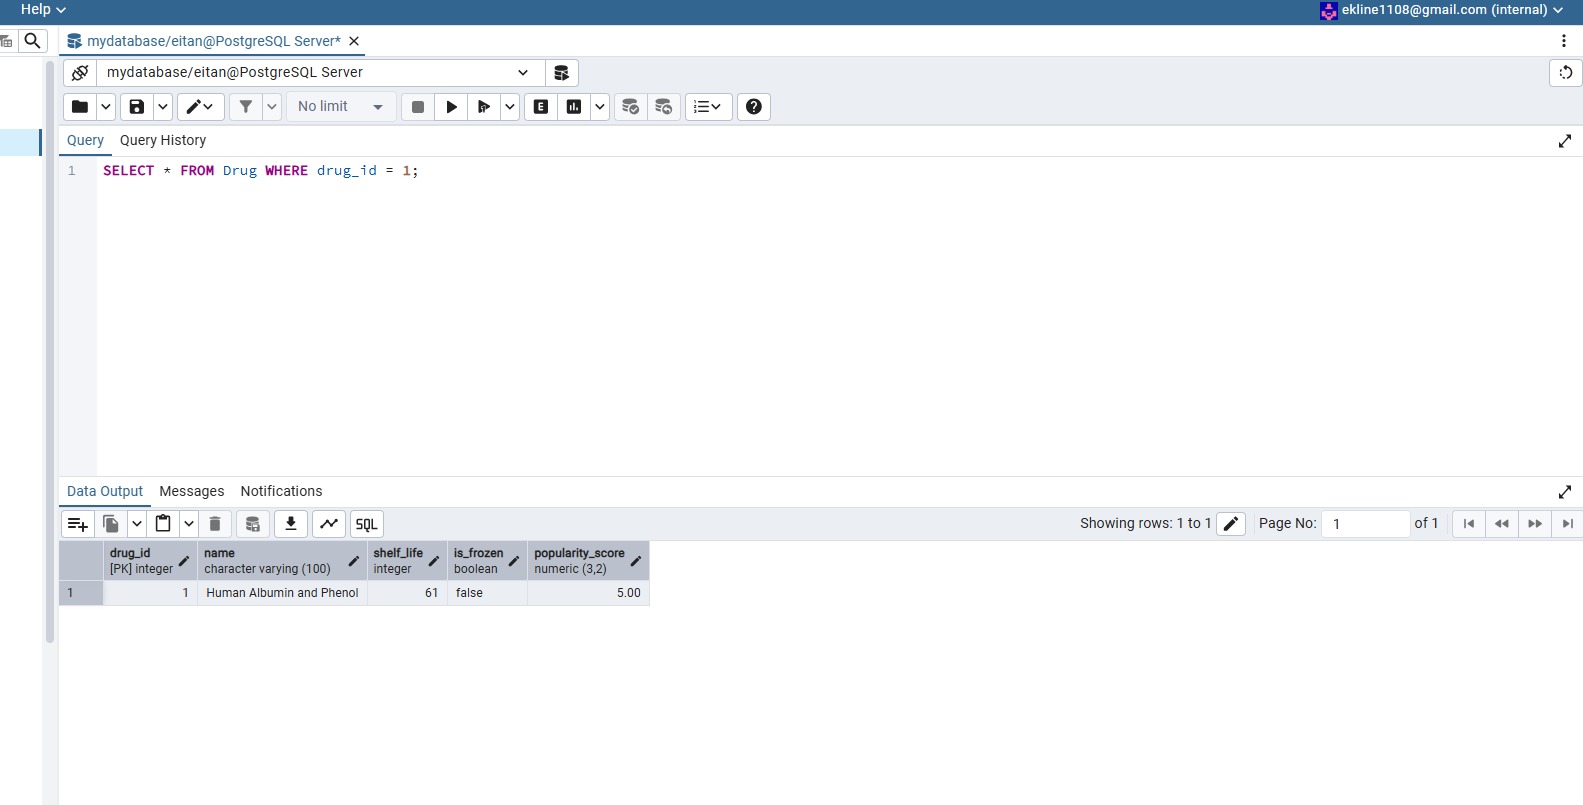 Help
ekline1108@gmail.com (internal)
mydatabase/eitan@PostgreSQL Server*
mydatabase/eitan@PostgreSQL Server
No limit
E
Query Query History
1 SELECT * FROM Drug WHERE drug_id = 1;
Data Output Messages Notifications
SQL Showing rows: 1 to 1 Page No: 1 of 1
drug_id name shelf_life is_frozen popularity_score
[PK] integer character varying (100) integer boolean numeric (3,2)
1 1 Human Albumin and Phenol 61 false 5.00